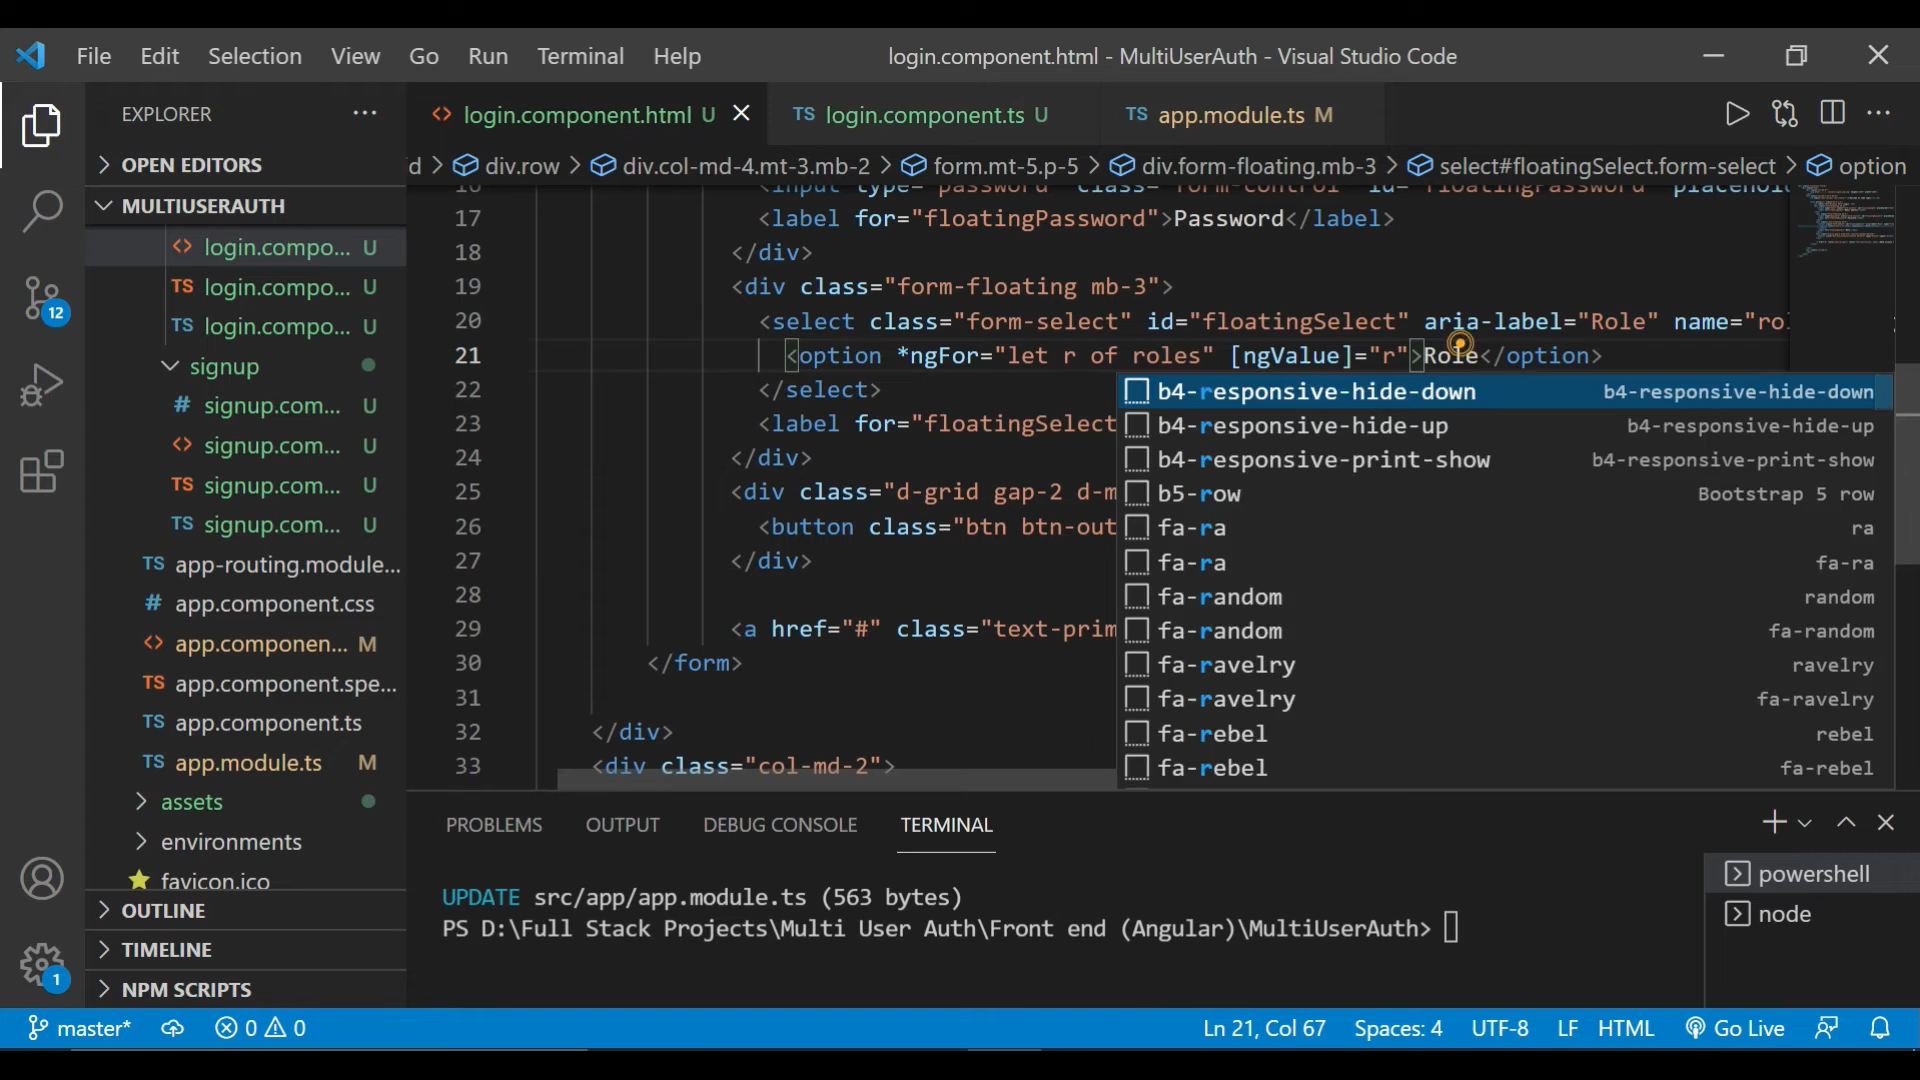 File Edit Selection View Go Run Terminal Help login.component.html - MultiUserAuth - Visual Studio Code
EXPLORER
login.component.html U
TS login.component.ts U
TS app.module.ts M
OPEN EDITORS
d > div.row > div.col-md-4.mt-3.mb-2 > form.mt-5.p-5 > div.form-floating.mb-3 > select#floatingSelect.form-select > option
MULTIUSERAUTH
<> login.compo... U
TS login.compo... U
TS login.compo... U
signup
# signup.com... U
<> signup.com... U
TS signup.com... U
TS signup.com... U
TS app-routing.module...
# app.component.css
<> app.componen... M
TS app.component.spe...
TS app.component.ts
TS app.module.ts M
assets
environments
favicon.ico
OUTLINE
TIMELINE
NPM SCRIPTS
12
1
16 <input type="password" class="form-control" id="floatingPassword" placehol
17 <label for="floatingPassword">Password</label>
18 </div>
19 <div class="form-floating mb-3">
20 <select class="form-select" id="floatingSelect" aria-label="Role" name="rol
21 <option *ngFor="let r of roles" [ngValue]="r">Role</option>
22 </select>
23 <label for="floatingSelect
24 </div>
25 <div class="d-grid gap-2 d-m
26 <button class="btn btn-out
27 </div>
28
29 <a href="#" class="text-prim
30 </form>
31
32 </div>
33 <div class="col-md-2">
b4-responsive-hide-down b4-responsive-hide-down
b4-responsive-hide-up b4-responsive-hide-up
b4-responsive-print-show b4-responsive-print-show
b5-row Bootstrap 5 row
fa-ra ra
fa-ra fa-ra
fa-random random
fa-random fa-random
fa-ravelry ravelry
fa-ravelry fa-ravelry
fa-rebel rebel
fa-rebel fa-rebel
PROBLEMS OUTPUT DEBUG CONSOLE TERMINAL
UPDATE src/app/app.module.ts (563 bytes)
PS D:\Full Stack Projects\Multi User Auth\Front end (Angular)\MultiUserAuth>
powershell
node
master* 0 0 Ln 21, Col 67 Spaces: 4 UTF-8 LF HTML Go Live